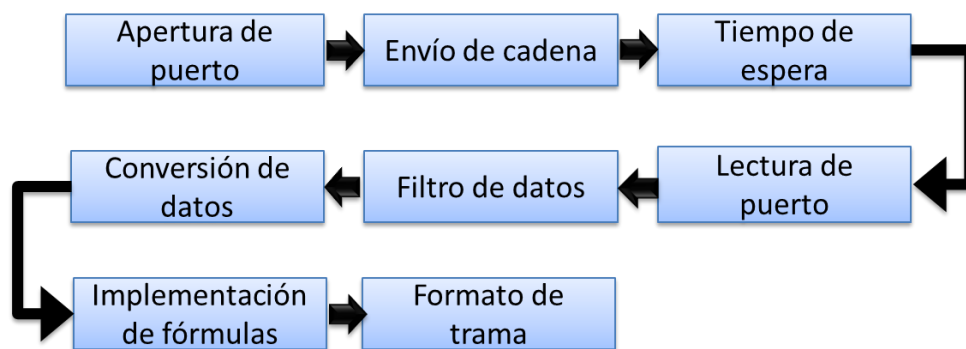 Apertura de
puerto
Envío de cadena
Tiempo de
espera
Lectura de
puerto
Filtro de datos
Conversión de
datos
Implementación
de fórmulas
Formato de
trama